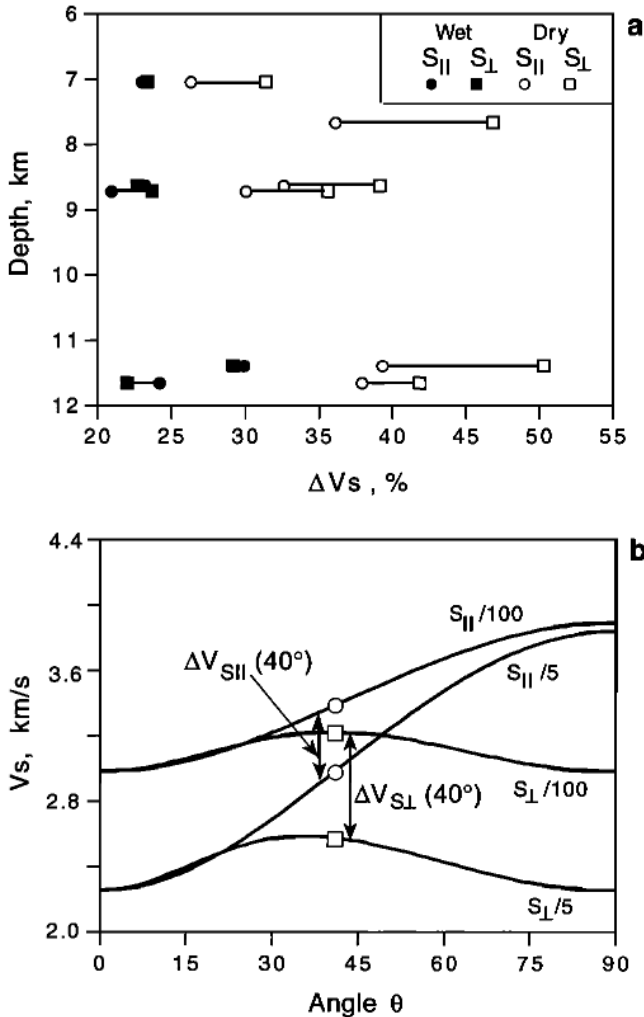 a
Wet Dry
S|| S⊥ S|| S⊥
6
7
8
9
10
11
12
Depth, km
20 25 30 35 40 45 50 55
ΔVs , %
b
4.4
3.6
2.8
2.0
Vs, km/s
S||/100
S||/5
ΔVS|| (40°)
ΔVS⊥ (40°)
S⊥/100
S⊥/5
0 15 30 45 60 75 90
Angle θ